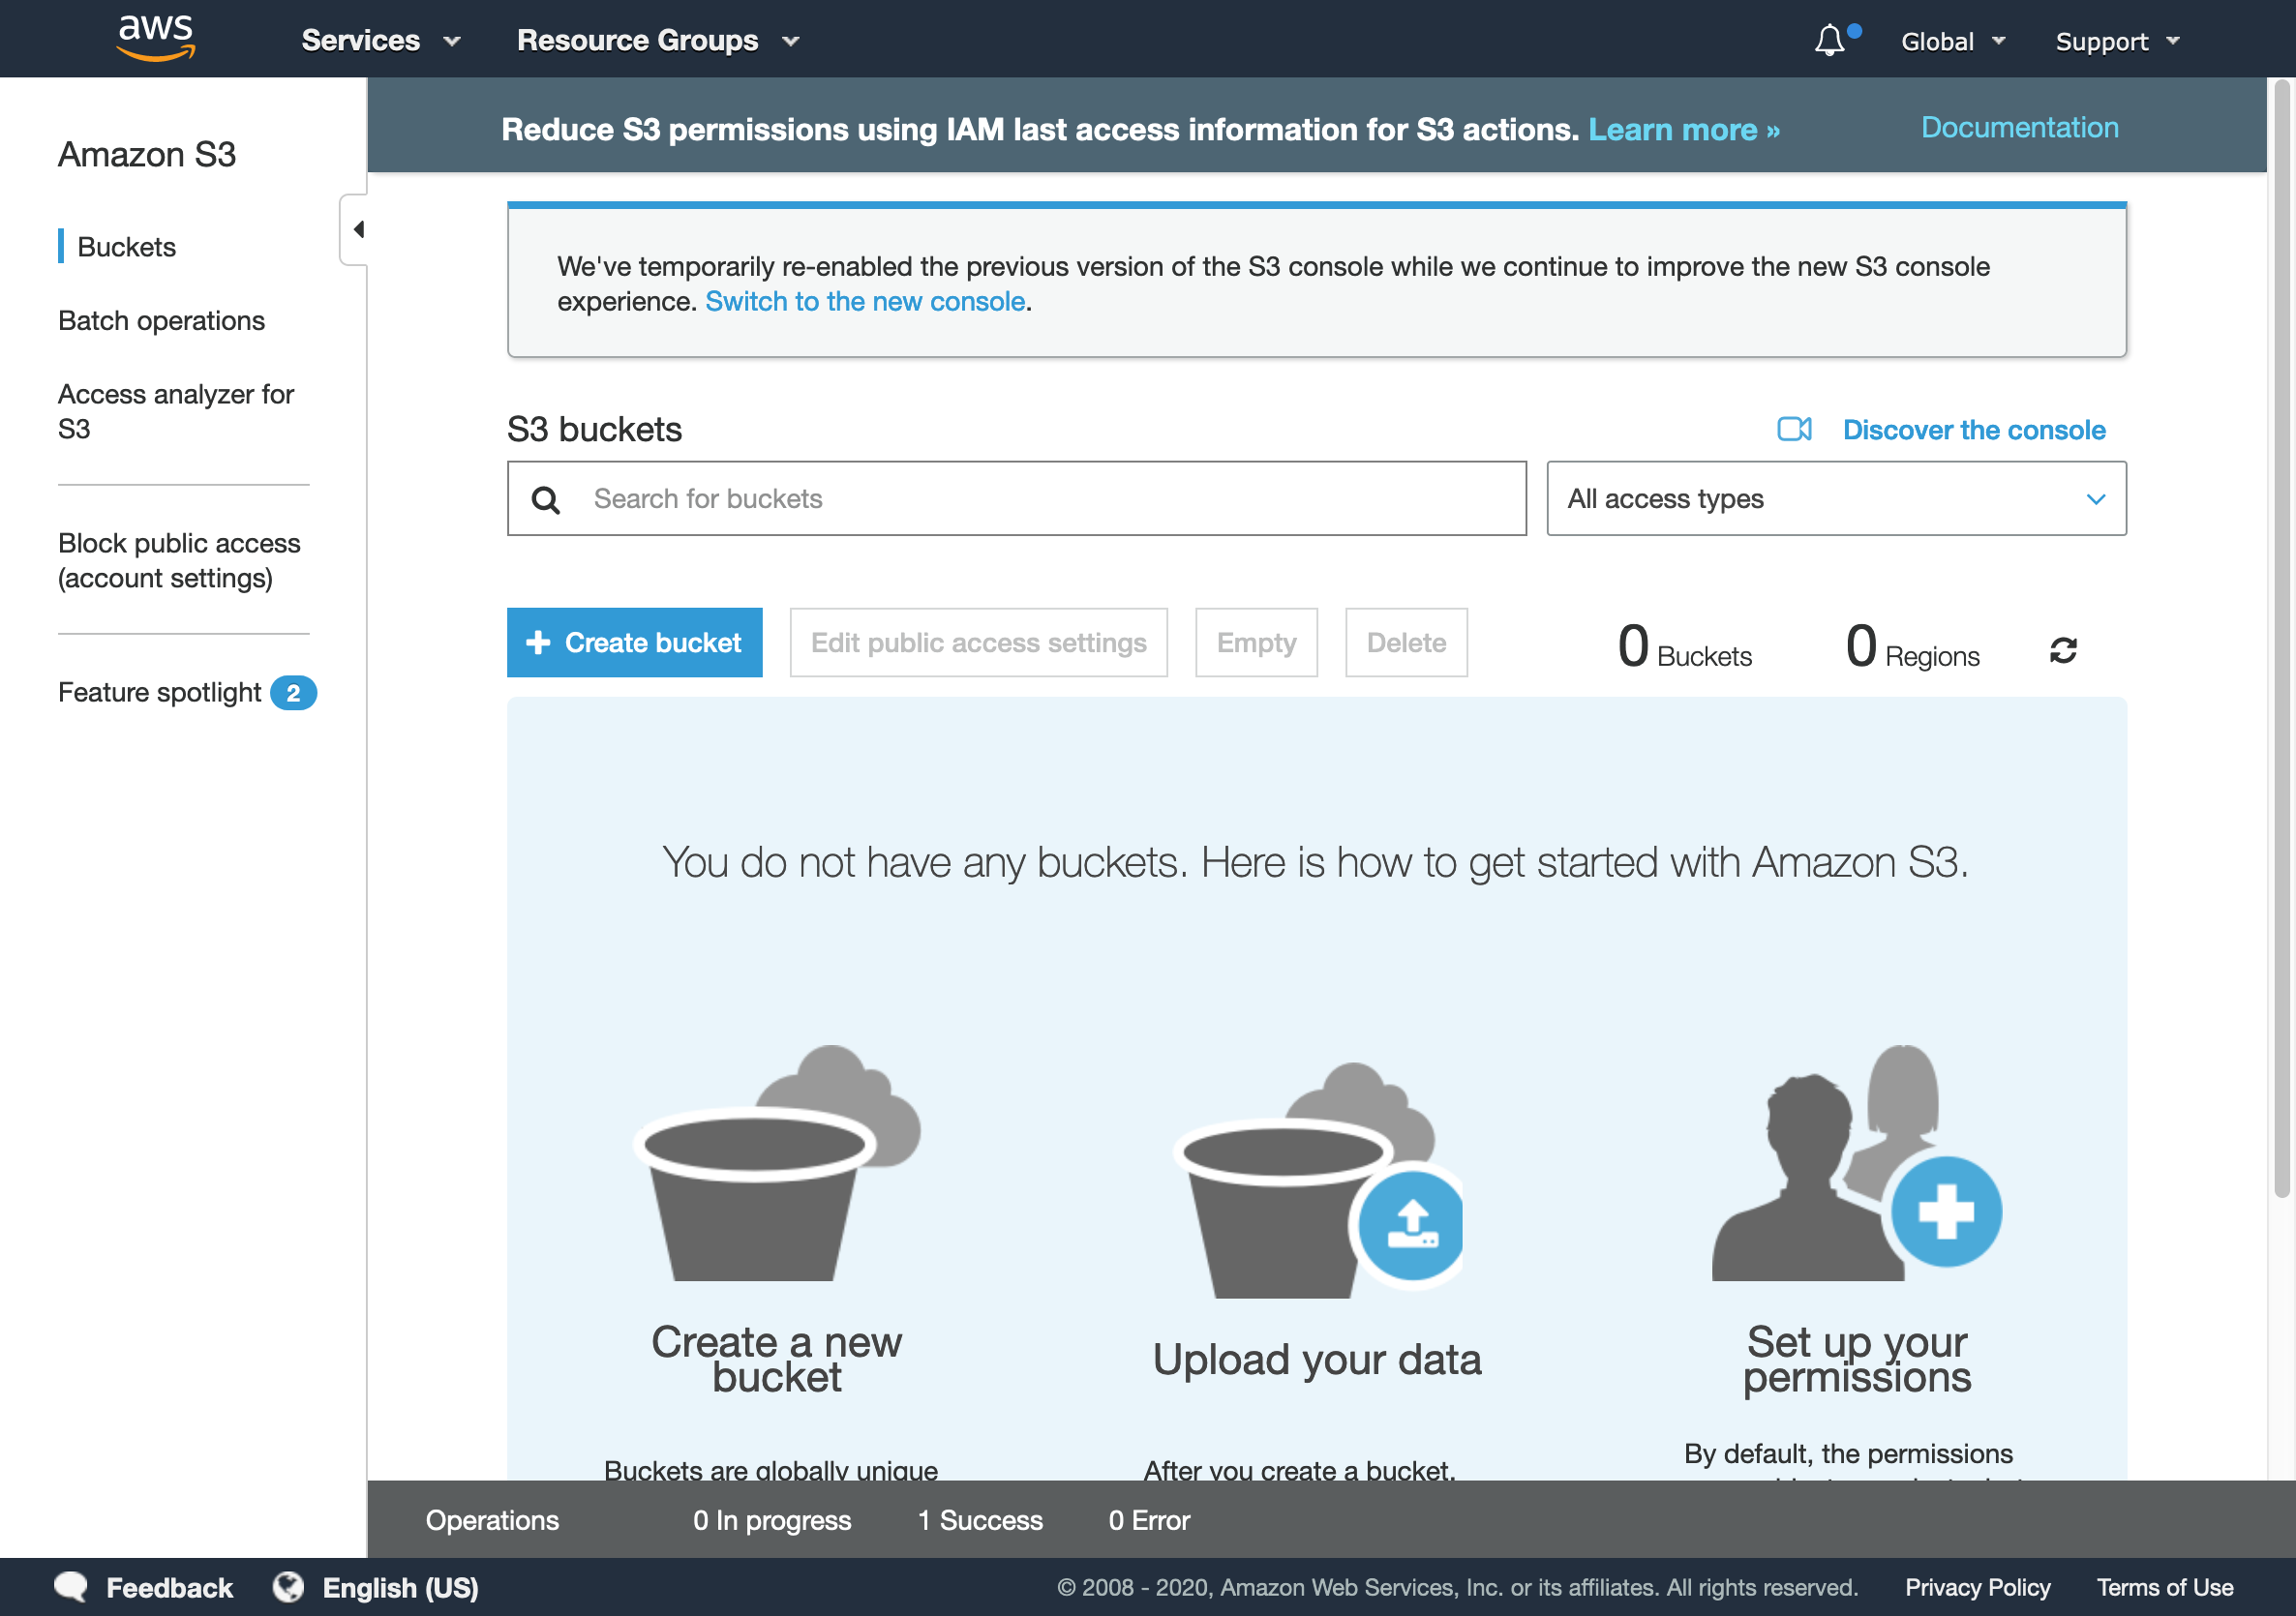 aws
Services
Resource Groups
Global
Support
Amazon S3
Buckets
Batch operations
Access analyzer for
S3
Block public access
(account settings)
Feature spotlight 2
Reduce S3 permissions using IAM last access information for S3 actions. Learn more »
Documentation
We've temporarily re-enabled the previous version of the S3 console while we continue to improve the new S3 console
experience. Switch to the new console.
S3 buckets
Discover the console
Search for buckets
All access types
Create bucket
Edit public access settings
Empty
Delete
0 Buckets
0 Regions
You do not have any buckets. Here is how to get started with Amazon S3.
Create a new
bucket
Upload your data
Set up your
permissions
Buckets are globally unique
After you create a bucket,
By default, the permissions
Operations
0 In progress
1 Success
0 Error
Feedback
English (US)
© 2008 - 2020, Amazon Web Services, Inc. or its affiliates. All rights reserved.
Privacy Policy
Terms of Use